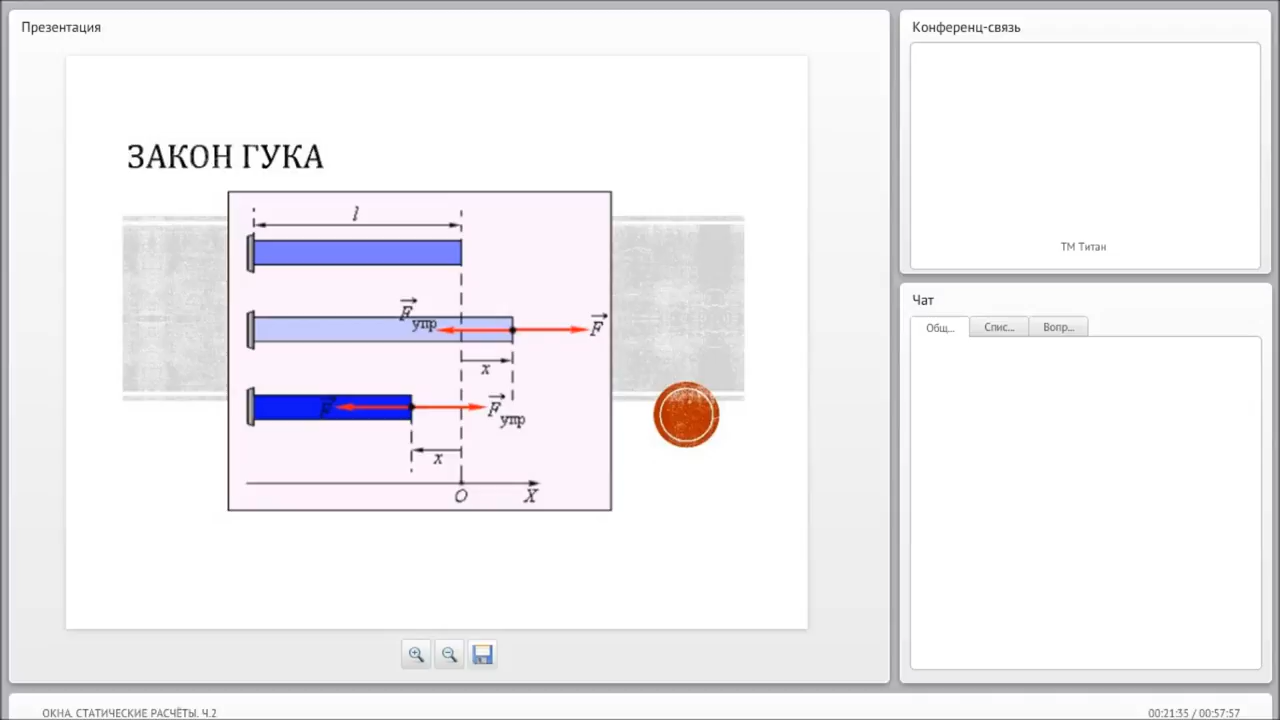 Презентация
ЗАКОН ГУКА
l
F упр
F
x
F
F упр
x
O X
Конференц-связь
ТМ Титан
Чат
Общ... Спис... Вопр...
ОКНА. СТАТИЧЕСКИЕ РАСЧЁТЫ. Ч.2
00:21:35 / 00:57:57